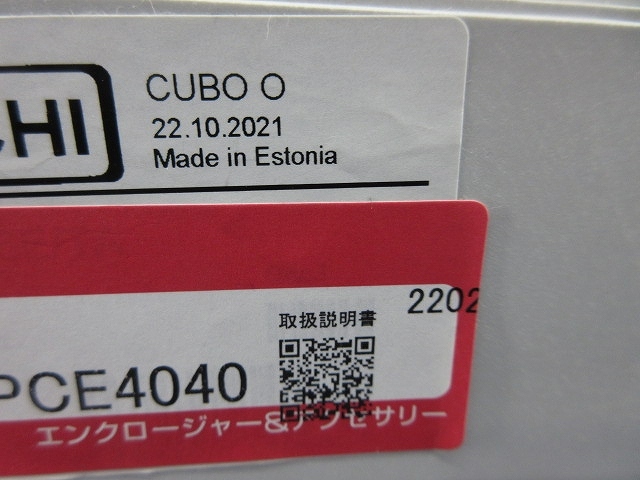 CHI
CUBO O
22.10.2021
Made in Estonia
2202
取扱説明書
PCE4040
エンクロージャー&アクセサリー